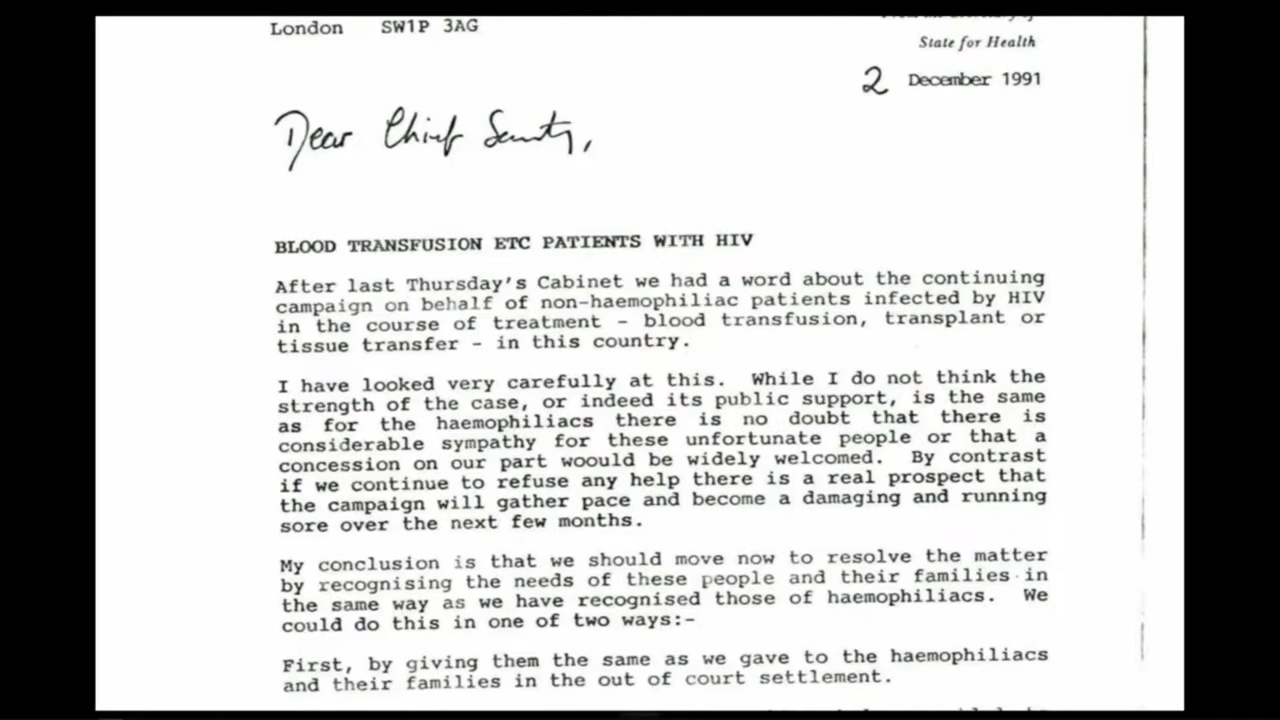 London SW1P 3AG
State for Health
2 December 1991
Dear Chief
BLOOD TRANSFUSION ETC PATIENTS WITH HIV
After last Thursday's Cabinet we had a word about the continuing
campaign on behalf of non-haemophiliac patients infected by HIV
in the course of treatment - blood transfusion, transplant or
tissue transfer - in this country.
I have looked very carefully at this. While I do not think the
strength of the case, or indeed its public support, is the same
as for the haemophiliacs there is no doubt that there is
considerable sympathy for these unfortunate people or that a
concession on our part woould be widely welcomed. By contrast
if we continue to refuse any help there is a real prospect that
the campaign will gather pace and become a damaging and running
sore over the next few months.
My conclusion is that we should move now to resolve the matter
by recognising the needs of these people and their families in
the same way as we have recognised those of haemophiliacs. We
could do this in one of two ways:-
First, by giving them the same as we gave to the haemophiliacs
and their families in the out of court settlement.